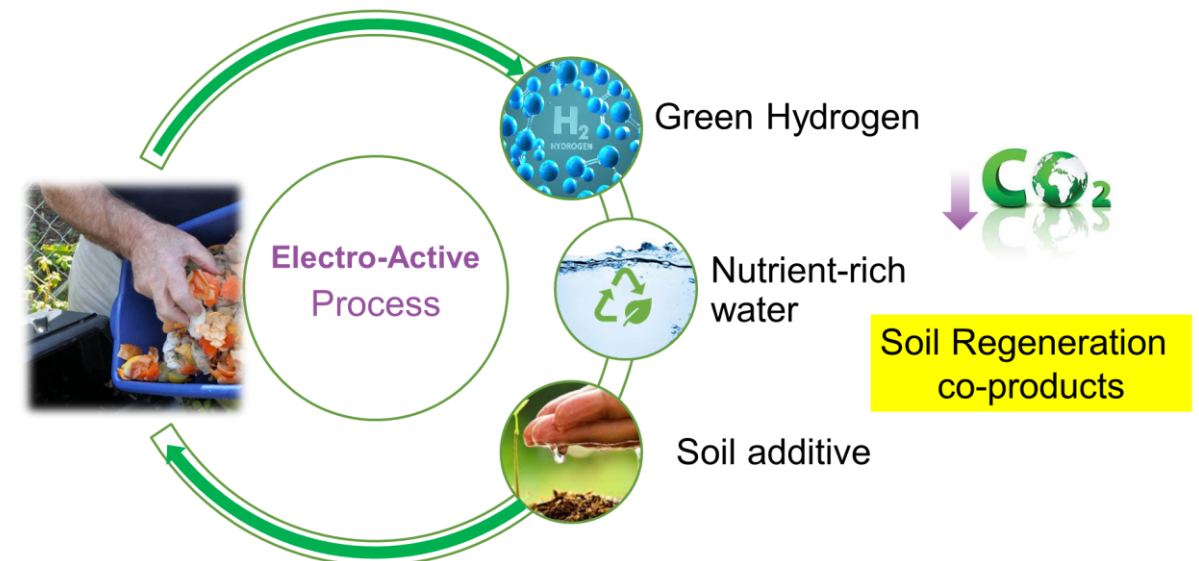 H2
HYDROGEN
Green Hydrogen
CO2
Electro-Active
Process
Nutrient-rich
water
Soil Regeneration
co-products
Soil additive